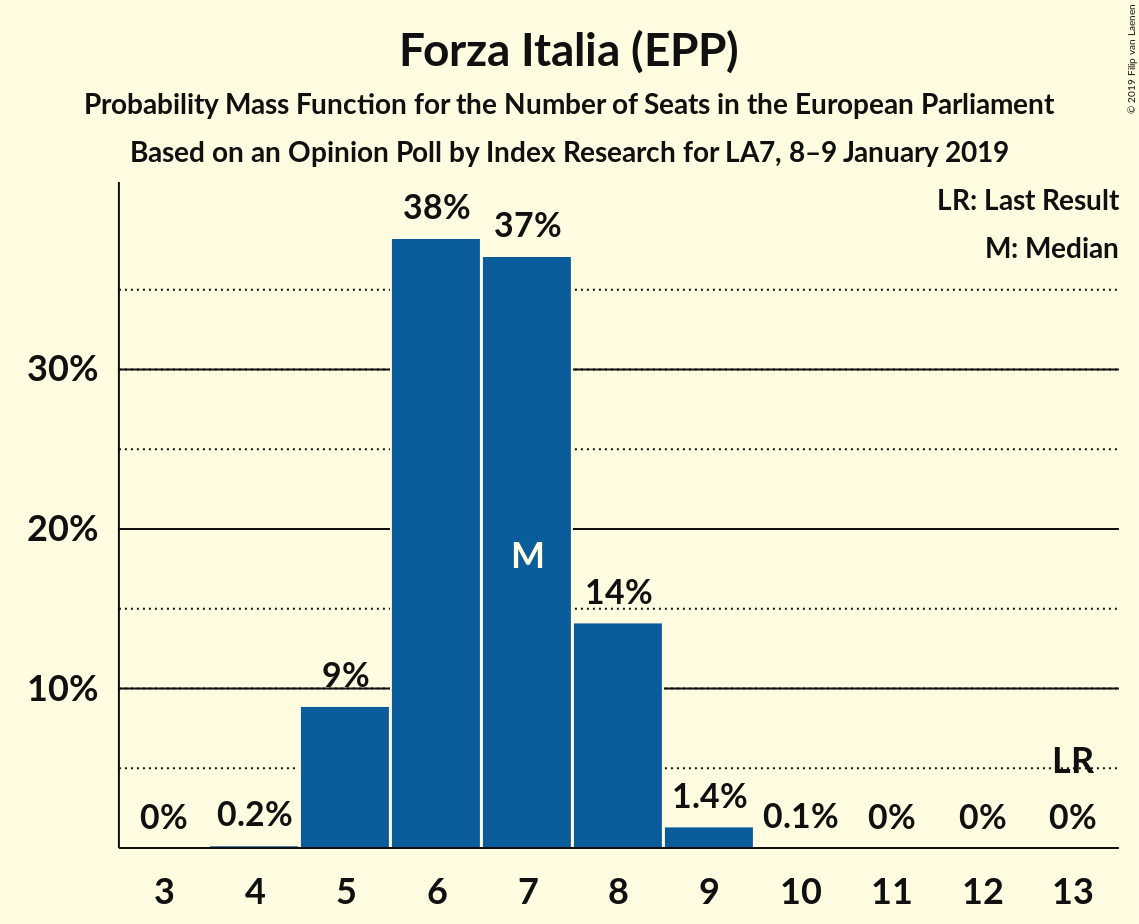 Forza Italia (EPP)
Probability Mass Function for the Number of Seats in the European Parliament
Based on an Opinion Poll by Index Research for LA7, 8–9 January 2019
© 2019 Filip van Laenen
LR: Last Result
M: Median
38%
37%
30%
20%
M
14%
10%
9%
LR
0%
0.2%
1.4%
0.1%
0%
0%
0%
3 4 5 6 7 8 9 10 11 12 13